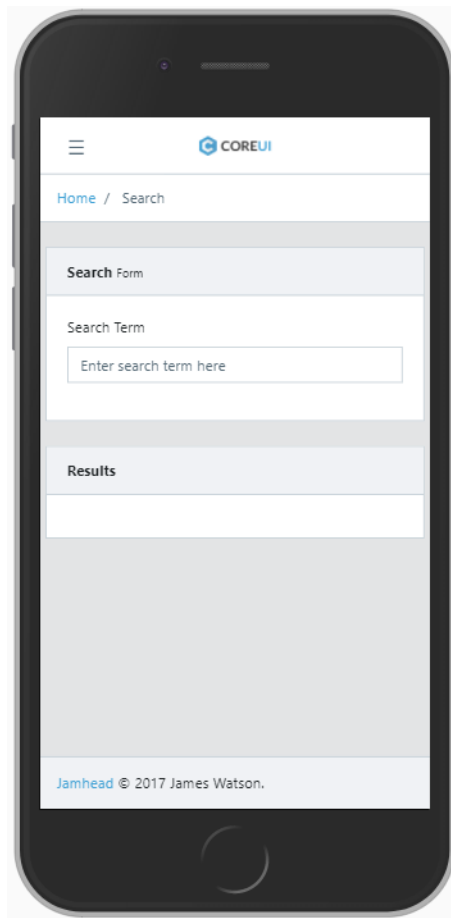 COREUI
Home / Search
Search Form
Search Term
Enter search term here
Results
Jamhead © 2017 James Watson.